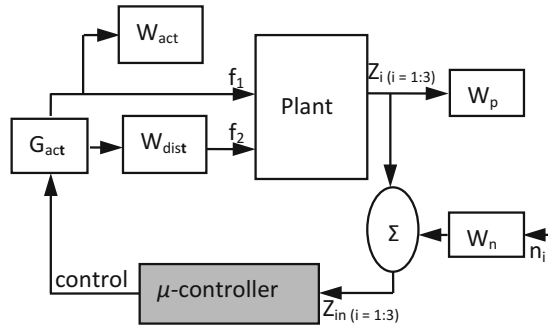 W_act
Z_i (i = 1:3)
f_1
W_p
Plant
G_act
W_dist
f_2
Σ
W_n
n_i
control
μ-controller
Z_in (i = 1:3)